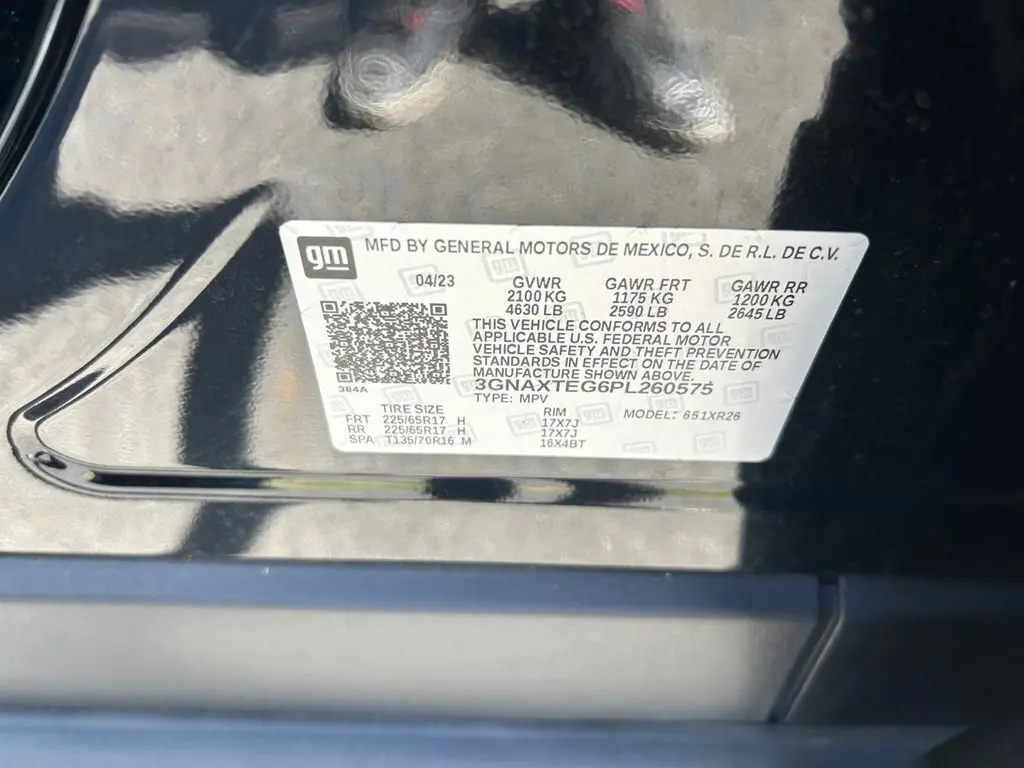 gm MFD BY GENERAL MOTORS DE MEXICO, S. DE R.L. DE C.V.
04/23 GVWR GAWR FRT GAWR RR
2100 KG 1175 KG 1200 KG
4630 LB 2590 LB 2645 LB
THIS VEHICLE CONFORMS TO ALL
APPLICABLE U.S. FEDERAL MOTOR
VEHICLE SAFETY AND THEFT PREVENTION
STANDARDS IN EFFECT ON THE DATE OF
MANUFACTURE SHOWN ABOVE
384A 3GNAXTEG6PL260575
TYPE: MPV
TIRE SIZE RIM MODEL: 651XR26
FRT 225/65R17 H 17X7J
RR 225/65R17 H 17X7J
SPA T135/70R16 M 16X4BT